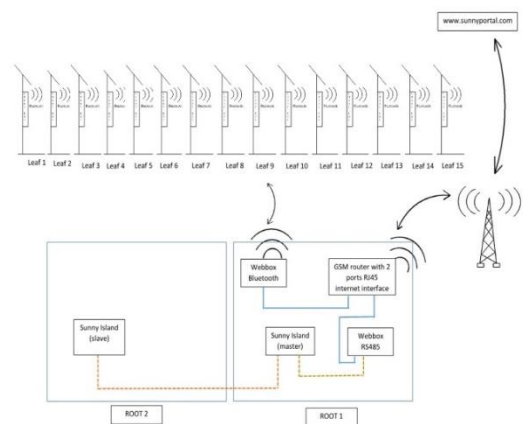 www.sunnyportal.com
Leaf 1 Leaf 2 Leaf 3 Leaf 4 Leaf 5 Leaf 6 Leaf 7 Leaf 8 Leaf 9 Leaf 10 Leaf 11 Leaf 12 Leaf 13 Leaf 14 Leaf 15
Webbox
Bluetooth
GSM router with 2
ports RJ45
internet interface
Sunny Island
(slave)
Sunny Island
(master)
Webbox
RS485
ROOT 2
ROOT 1